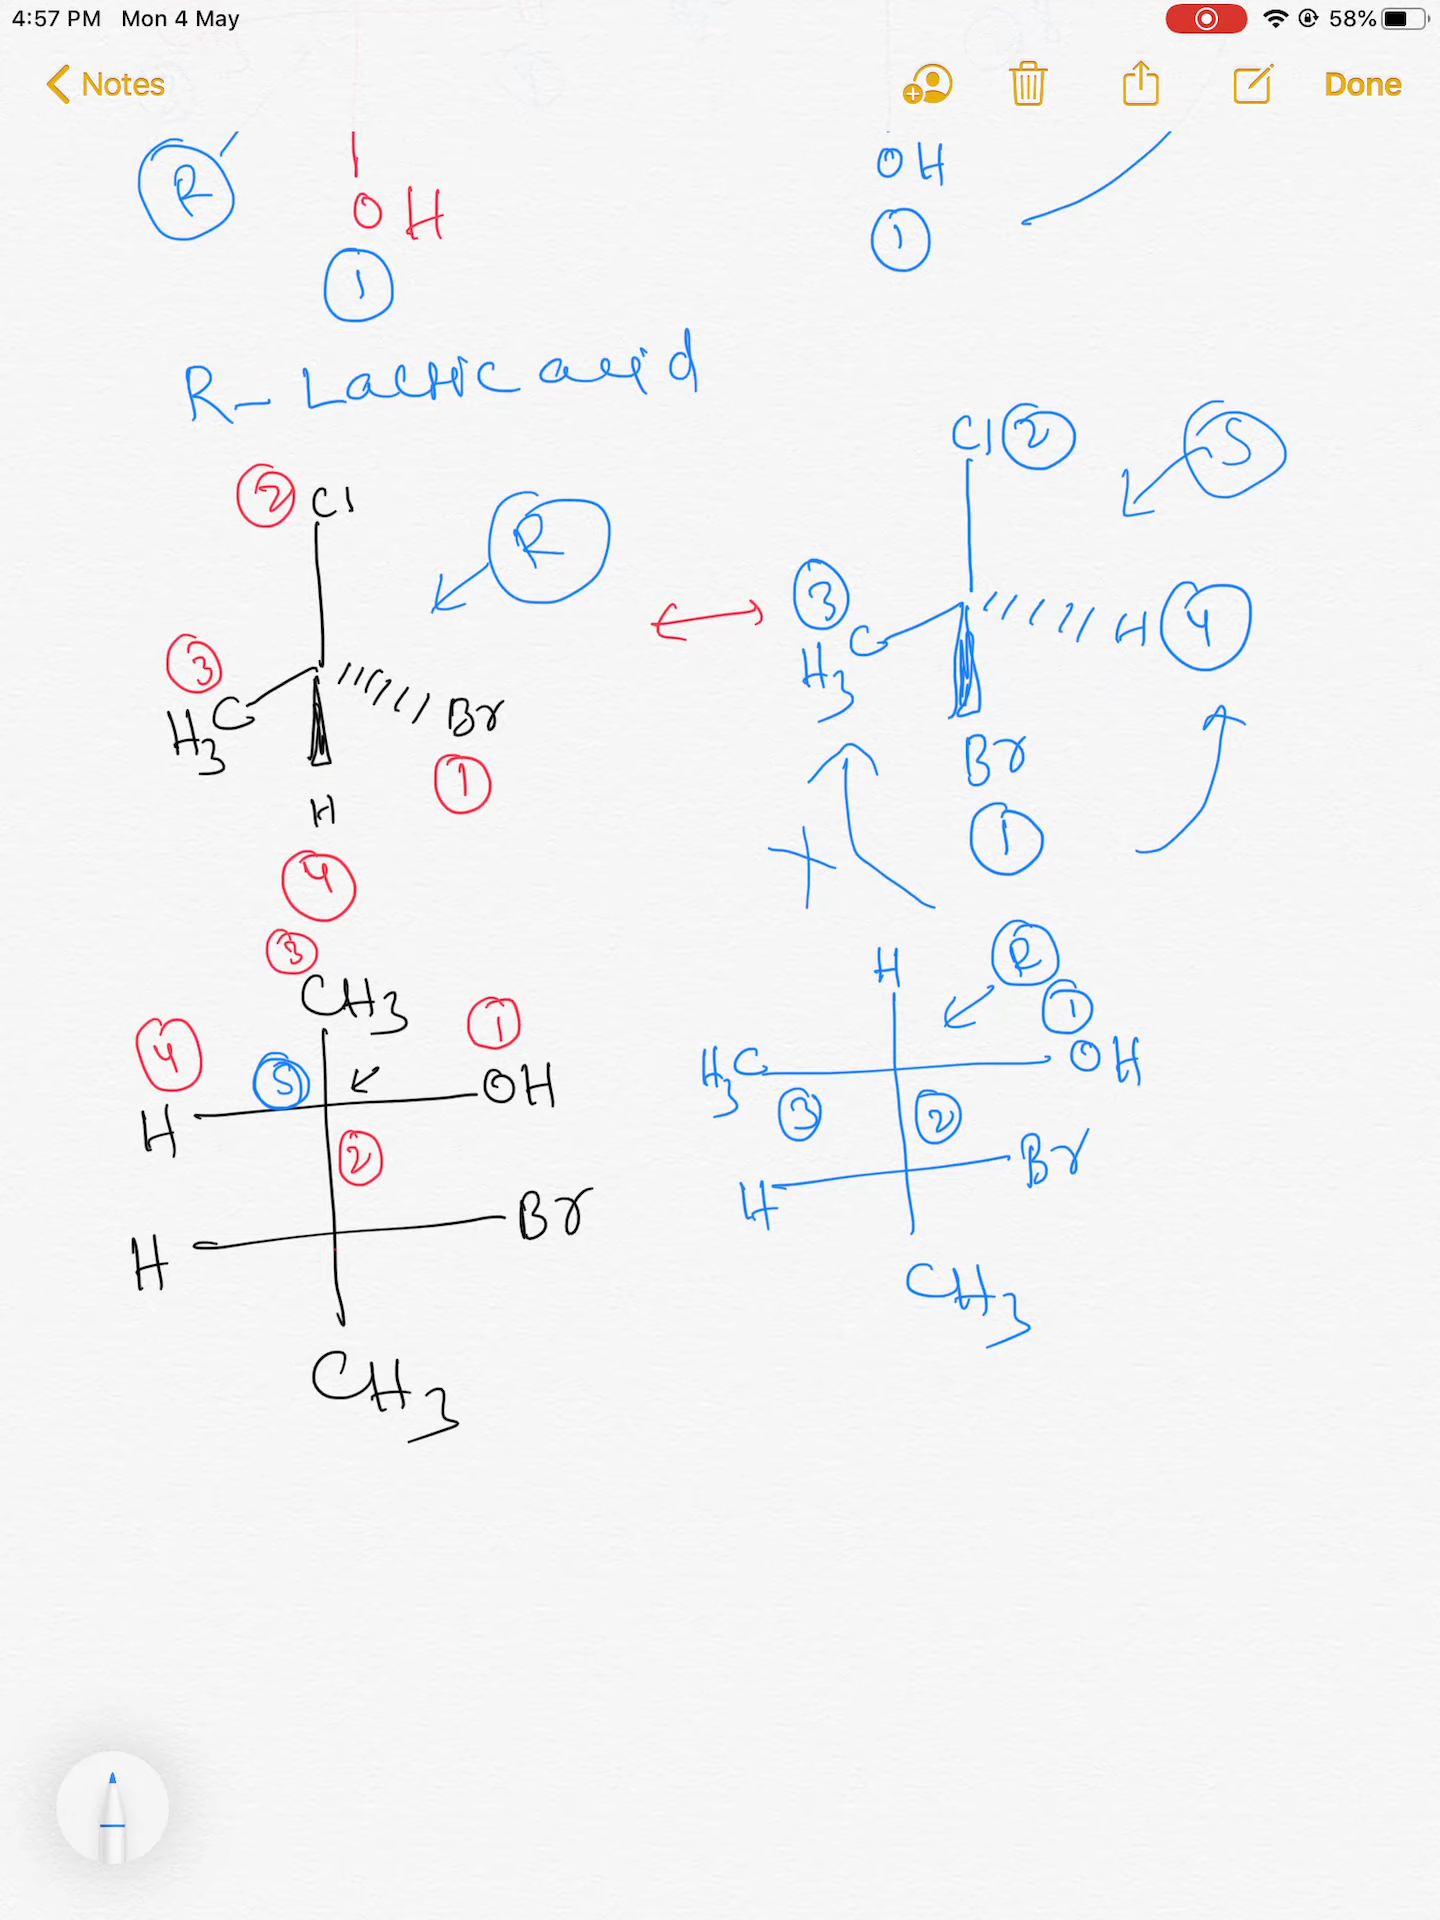 4:57 PM Mon 4 May 58%
Notes Done
R OH OH
1 1
R- Lactic acid
2 Cl R Cl 2 S
3 H3C Br 3 H3C H 4
1 Br
H 1
4
3
CH3 H R
4 S 1 1
H OH H3C OH
2 3 2
H Br H Br
CH3 CH3